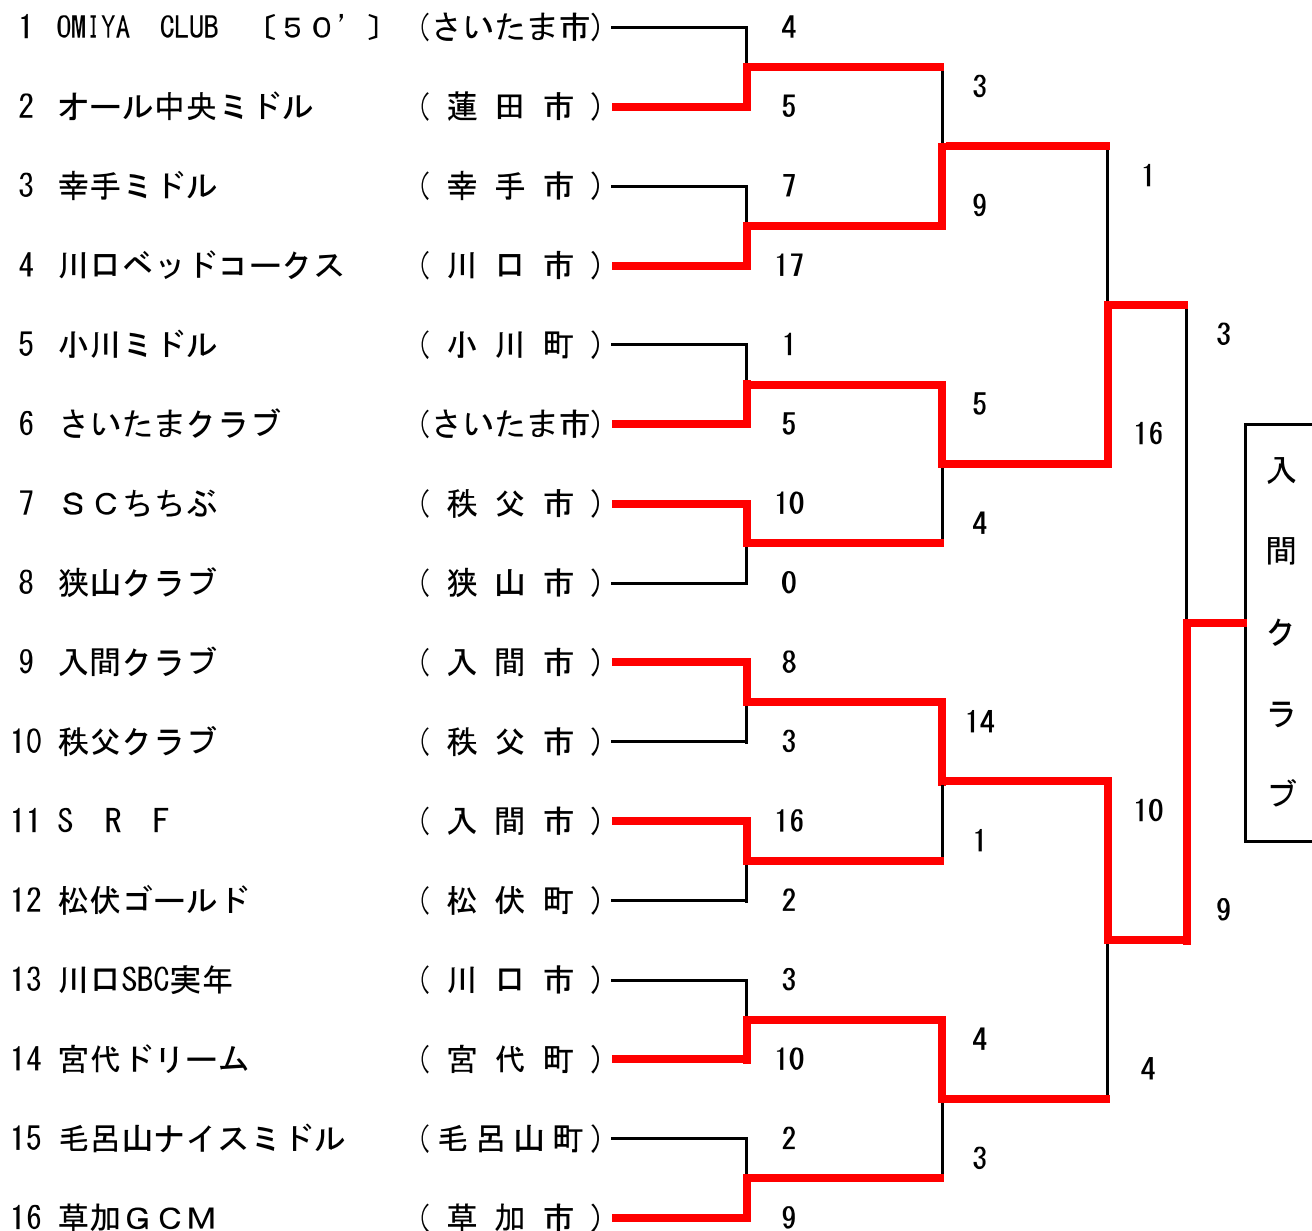 1 OMIYA CLUB 〔５０’〕 (さいたま市) 4
3
2 オール中央ミドル (蓮田市) 5
1
3 幸手ミドル (幸手市) 7
9
4 川口ベッドコークス (川口市) 17
3
5 小川ミドル (小川町) 1
5
6 さいたまクラブ (さいたま市) 5
16
7 ＳＣちちぶ (秩父市) 10
4
8 狭山クラブ (狭山市) 0
入間クラブ
9 入間クラブ (入間市) 8
14
10 秩父クラブ (秩父市) 3
10
11 S R F (入間市) 16
1
12 松伏ゴールド (松伏町) 2
9
13 川口SBC実年 (川口市) 3
4
14 宮代ドリーム (宮代町) 10
4
15 毛呂山ナイスミドル (毛呂山町) 2
3
16 草加ＧＣＭ (草加市) 9